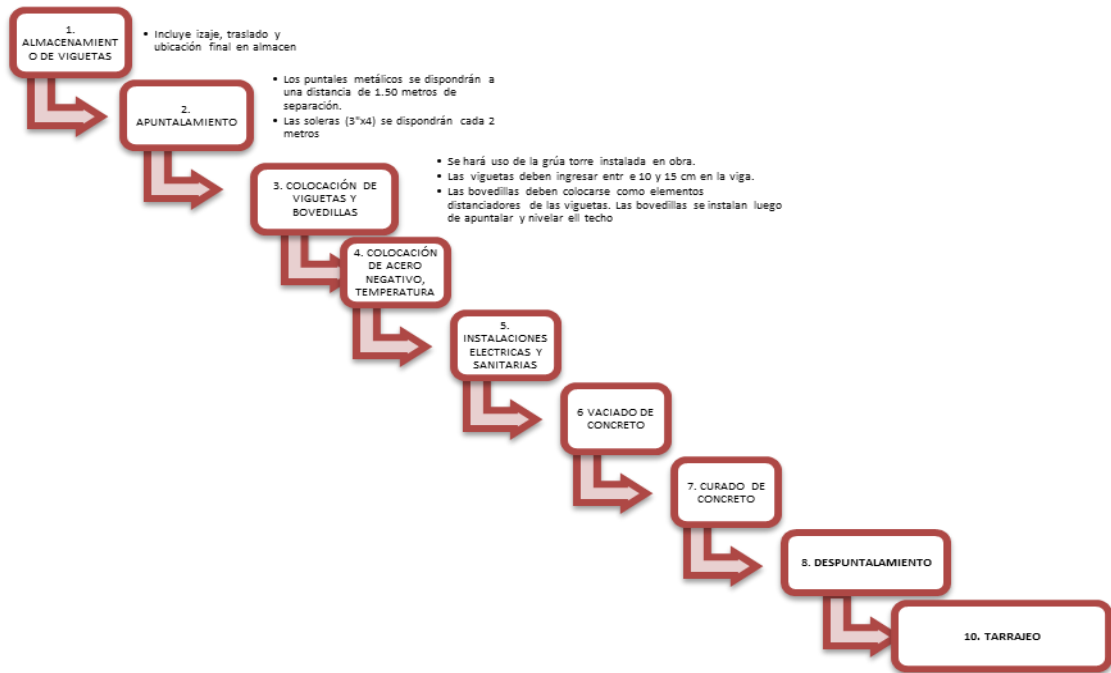 1.
ALMACENAMIENT
O DE VIGUETAS
▪ Incluye izaje, traslado y
ubicación final en almacen
2.
APUNTALAMIENTO
▪ Los puntales metálicos se dispondrán a
una distancia de 1.50 metros de
separación.
▪ Las soleras (3"x4) se dispondrán cada 2
metros
3. COLOCACIÓN DE
VIGUETAS Y
BOVEDILLAS
▪ Se hará uso de la grúa torre instalada en obra.
▪ Las viguetas deben ingresar entr e 10 y 15 cm en la viga.
▪ Las bovedillas deben colocarse como elementos
distanciadores de las viguetas. Las bovedillas se instalan luego
de apuntalar y nivelar ell techo
4. COLOCACIÓN
DE ACERO
NEGATIVO,
TEMPERATURA
5.
INSTALACIONES
ELECTRICAS Y
SANITARIAS
6 VACIADO DE
CONCRETO
7. CURADO DE
CONCRETO
8. DESPUNTALAMIENTO
10. TARRAJEO